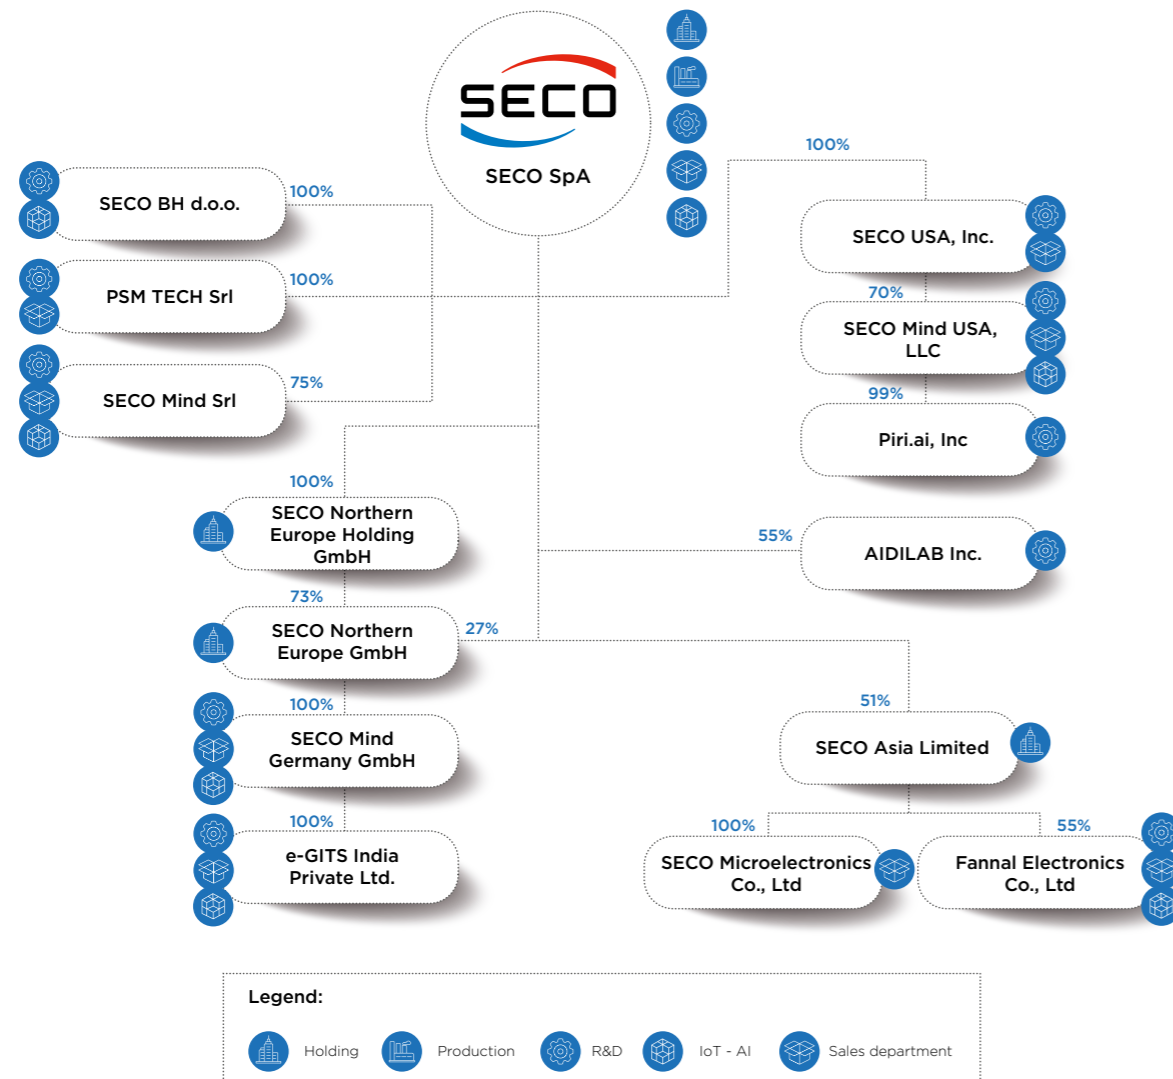 SECO
SECO SpA
100%
SECO BH d.o.o.
100%
PSM TECH Srl
100%
SECO Mind Srl
75%
SECO USA, Inc.
70%
SECO Mind USA,
LLC
99%
Piri.ai, Inc
55%
AIDILAB Inc.
100%
SECO Northern
Europe Holding
GmbH
73%
SECO Northern
Europe GmbH
27%
100%
SECO Mind
Germany GmbH
100%
e-GITS India
Private Ltd.
51%
SECO Asia Limited
100%
SECO Microelectronics
Co., Ltd
55%
Fannal Electronics
Co., Ltd
Legend:
Holding
Production
R&D
IoT - AI
Sales department